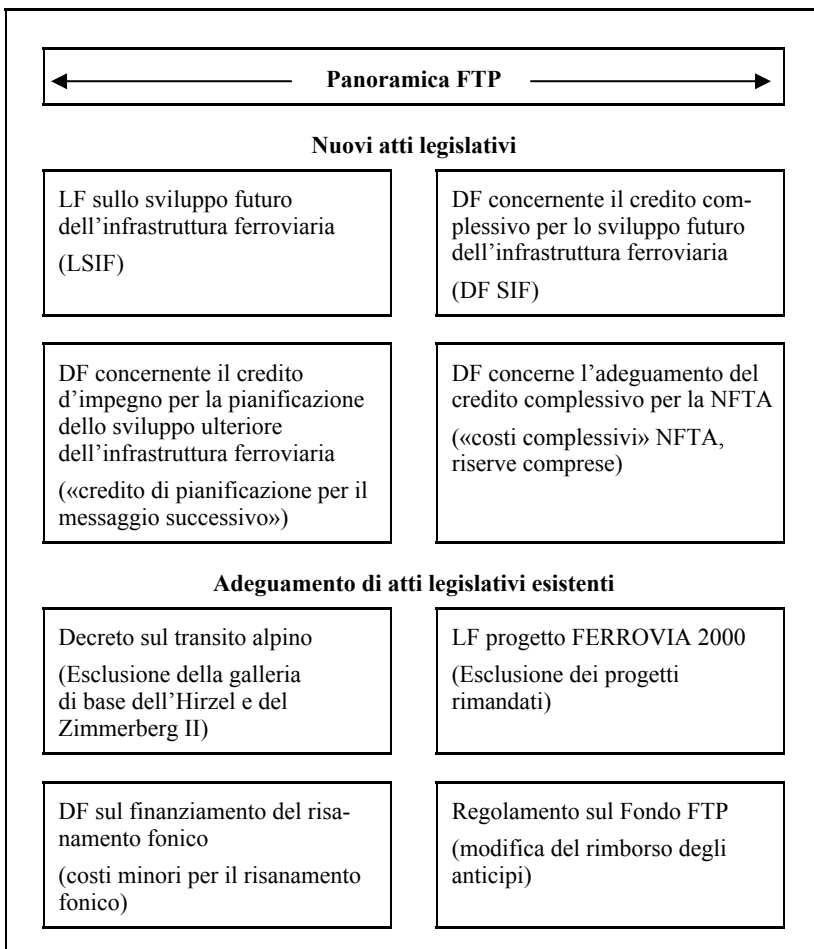 Panoramica FTP
Nuovi atti legislativi
LF sullo sviluppo futuro
dell’infrastruttura ferroviaria
(LSIF)
DF concernente il credito com-
plessivo per lo sviluppo futuro
dell’infrastruttura ferroviaria
(DF SIF)
DF concernente il credito
d’impegno per la pianificazione
dello sviluppo ulteriore
dell’infrastruttura ferroviaria
(«credito di pianificazione per il
messaggio successivo»)
DF concerne l’adeguamento del
credito complessivo per la NFTA
(«costi complessivi» NFTA,
riserve comprese)
Adeguamento di atti legislativi esistenti
Decreto sul transito alpino
(Esclusione della galleria
di base dell’Hirzel e del
Zimmerberg II)
LF progetto FERROVIA 2000
(Esclusione dei progetti
rimandati)
DF sul finanziamento del risa-
namento fonico
(costi minori per il risanamento
fonico)
Regolamento sul Fondo FTP
(modifica del rimborso degli
anticipi)